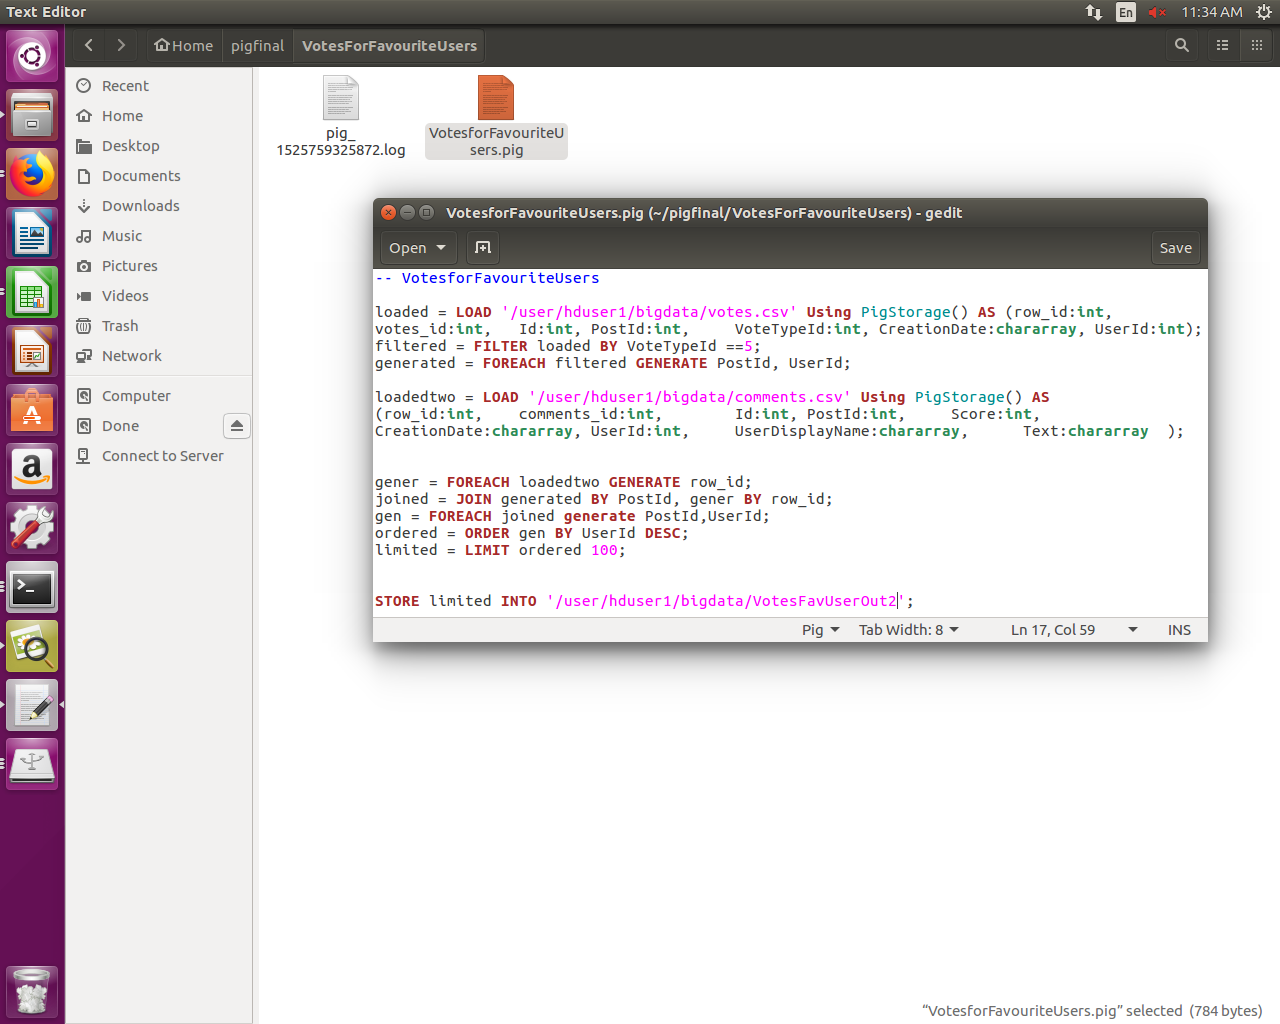 Text Editor
En
11:34 AM
Home
pigfinal
VotesForFavouriteUsers
Recent
Home
Desktop
Documents
Downloads
Music
Pictures
Videos
Trash
Network
Computer
Done
Connect to Server
pig_
1525759325872.log
VotesforFavouriteU
sers.pig
VotesforFavouriteUsers.pig (~/pigfinal/VotesForFavouriteUsers) - gedit
Open
Save
-- VotesforFavouriteUsers
loaded = LOAD '/user/hduser1/bigdata/votes.csv' Using PigStorage() AS (row_id:int,
votes_id:int, Id:int, PostId:int, VoteTypeId:int, CreationDate:chararray, UserId:int);
filtered = FILTER loaded BY VoteTypeId ==5;
generated = FOREACH filtered GENERATE PostId, UserId;
loadedtwo = LOAD '/user/hduser1/bigdata/comments.csv' Using PigStorage() AS
(row_id:int, comments_id:int, Id:int, PostId:int, Score:int,
CreationDate:chararray, UserId:int, UserDisplayName:chararray, Text:chararray );
gener = FOREACH loadedtwo GENERATE row_id;
joined = JOIN generated BY PostId, gener BY row_id;
gen = FOREACH joined generate PostId,UserId;
ordered = ORDER gen BY UserId DESC;
limited = LIMIT ordered 100;
STORE limited INTO '/user/hduser1/bigdata/VotesFavUserOut2';
Pig
Tab Width: 8
Ln 17, Col 59
INS
“VotesforFavouriteUsers.pig” selected (784 bytes)